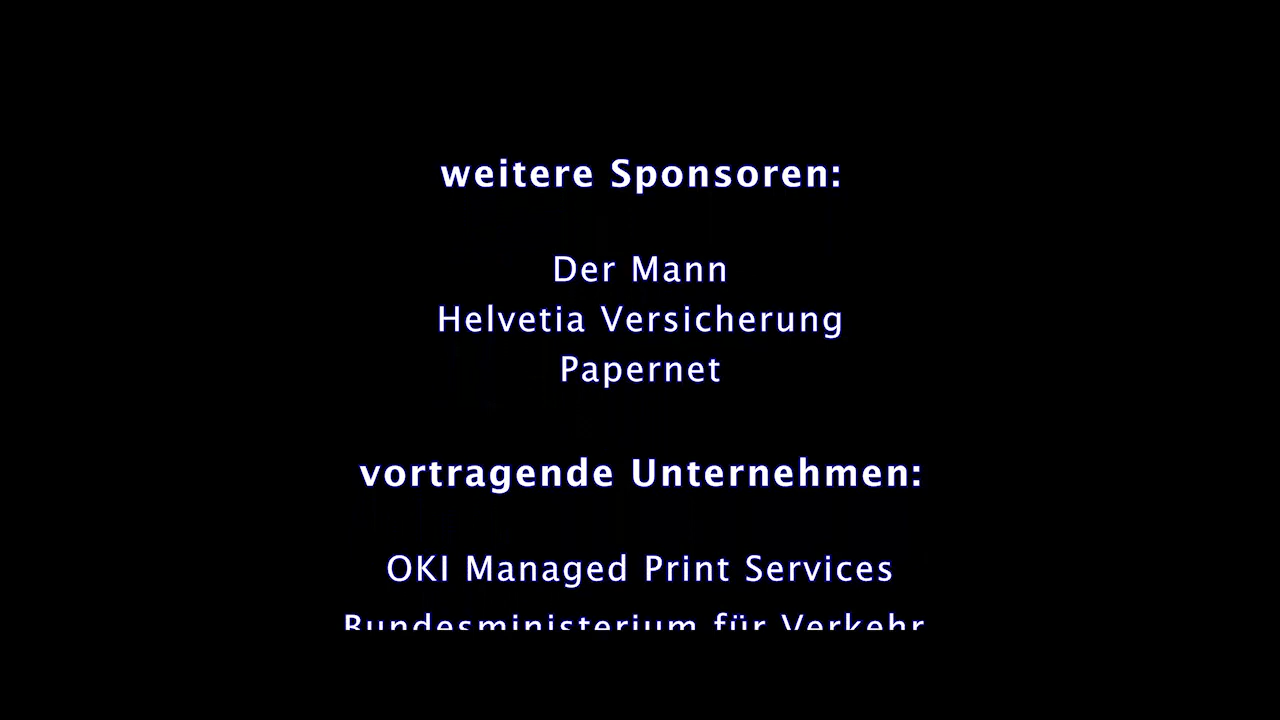 weitere Sponsoren:
Der Mann
Helvetia Versicherung
Papernet
vortragende Unternehmen:
OKI Managed Print Services
Bundesministerium für Verkehr